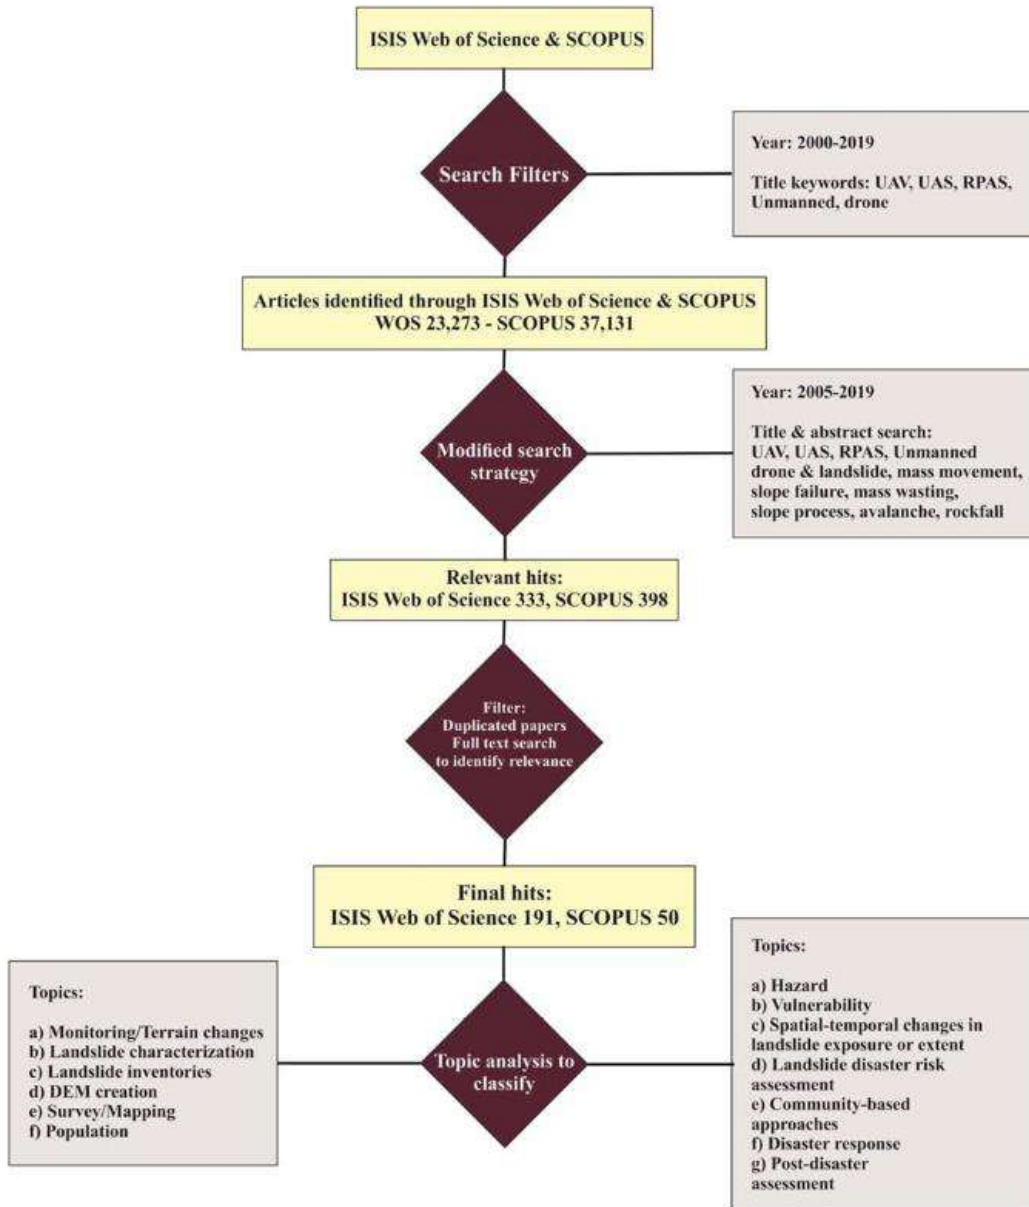 ISIS Web of Science & SCOPUS
Search Filters
Year: 2000-2019
Title keywords: UAV, UAS, RPAS,
Unmanned, drone
Articles identified through ISIS Web of Science & SCOPUS
WOS 23,273 - SCOPUS 37,131
Modified search
strategy
Year: 2005-2019
Title & abstract search:
UAV, UAS, RPAS, Unmanned
drone & landslide, mass movement,
slope failure, mass wasting,
slope process, avalanche, rockfall
Relevant hits:
ISIS Web of Science 333, SCOPUS 398
Filter:
Duplicated papers
Full text search
to identify relevance
Final hits:
ISIS Web of Science 191, SCOPUS 50
Topics:
a) Monitoring/Terrain changes
b) Landslide characterization
c) Landslide inventories
d) DEM creation
e) Survey/Mapping
f) Population
Topic analysis to
classify
Topics:
a) Hazard
b) Vulnerability
c) Spatial-temporal changes in
landslide exposure or extent
d) Landslide disaster risk
assessment
e) Community-based
approaches
f) Disaster response
g) Post-disaster
assessment